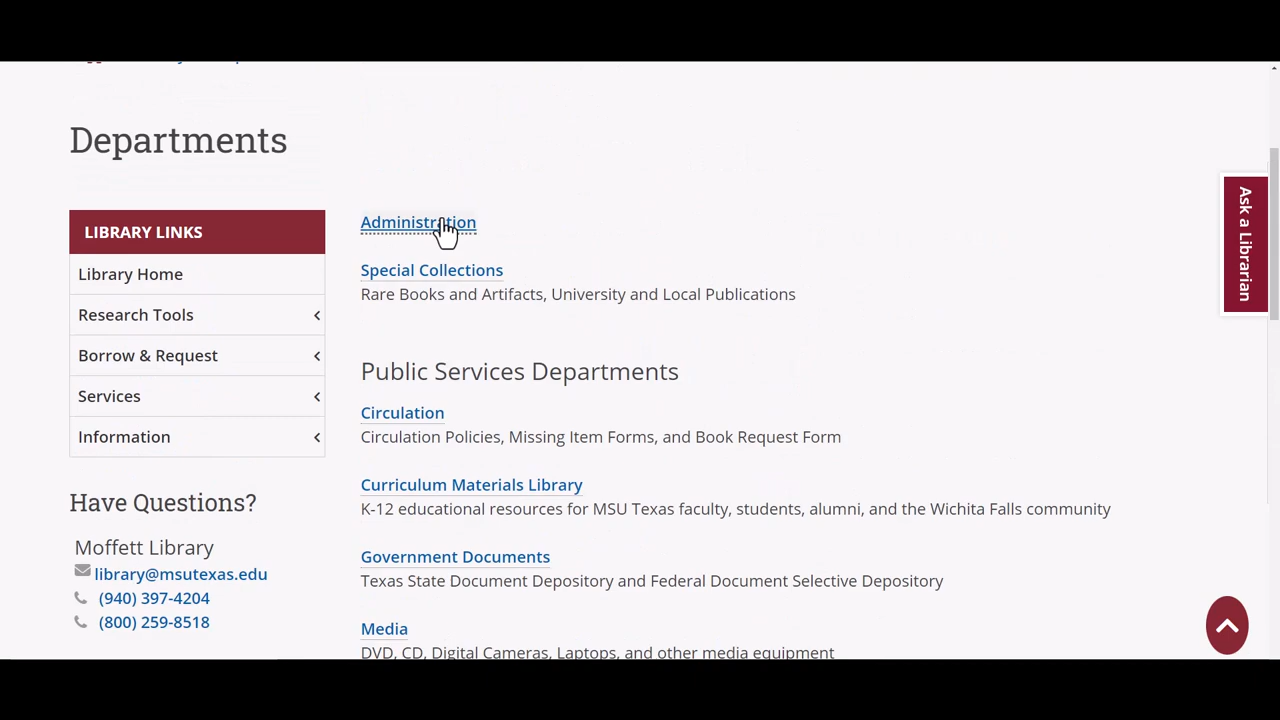 Departments
LIBRARY LINKS
Library Home
Research Tools
Borrow & Request
Services
Information
Have Questions?
Moffett Library
library@msutexas.edu
(940) 397-4204
(800) 259-8518
Administration
Special Collections
Rare Books and Artifacts, University and Local Publications
Public Services Departments
Circulation
Circulation Policies, Missing Item Forms, and Book Request Form
Curriculum Materials Library
K-12 educational resources for MSU Texas faculty, students, alumni, and the Wichita Falls community
Government Documents
Texas State Document Depository and Federal Document Selective Depository
Media
DVD, CD, Digital Cameras, Laptops, and other media equipment
Ask a Librarian